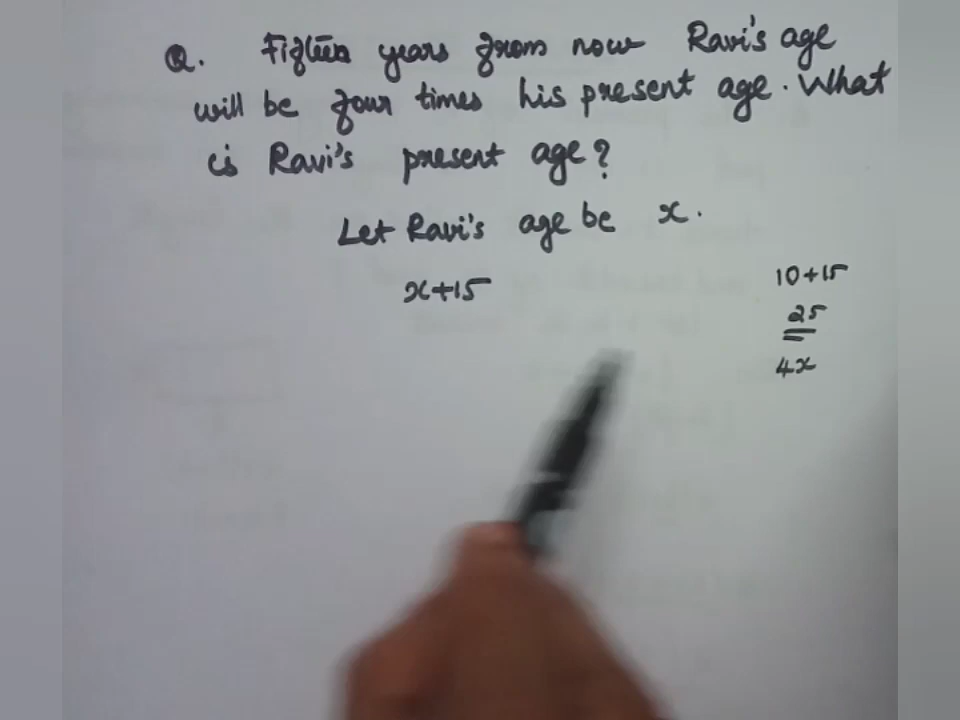 Q. Fifteen years from now Ravi's age
will be four times his present age. What
is Ravi's present age?
Let Ravi's age be x.
x+15
10+15
25
4x